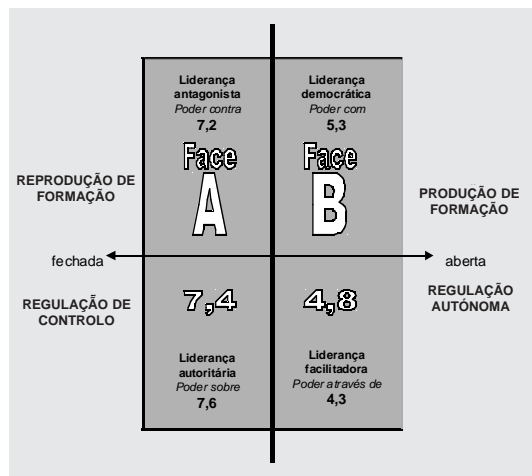 Liderança
antagonista
Poder contra
7,2
Liderança
democrática
Poder com
5,3
Face
A
Face
B
REPRODUÇÃO DE
FORMAÇÃO
PRODUÇÃO DE
FORMAÇÃO
fechada
aberta
REGULAÇÃO DE
CONTROLO
7,4
4,8
REGULAÇÃO
AUTÓNOMA
Liderança
autoritária
Poder sobre
7,6
Liderança
facilitadora
Poder através de
4,3